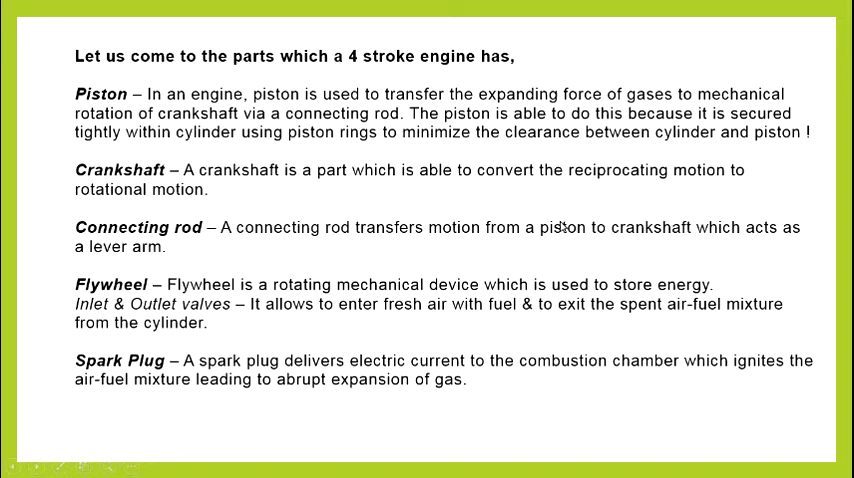 Let us come to the parts which a 4 stroke engine has,
Piston – In an engine, piston is used to transfer the expanding force of gases to mechanical
rotation of crankshaft via a connecting rod. The piston is able to do this because it is secured
tightly within cylinder using piston rings to minimize the clearance between cylinder and piston !
Crankshaft – A crankshaft is a part which is able to convert the reciprocating motion to
rotational motion.
Connecting rod – A connecting rod transfers motion from a piston to crankshaft which acts as
a lever arm.
Flywheel – Flywheel is a rotating mechanical device which is used to store energy.
Inlet & Outlet valves – It allows to enter fresh air with fuel & to exit the spent air-fuel mixture
from the cylinder.
Spark Plug – A spark plug delivers electric current to the combustion chamber which ignites the
air-fuel mixture leading to abrupt expansion of gas.